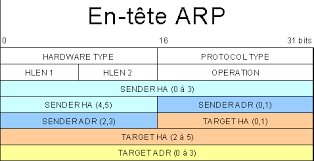 En-tête ARP
0 16 31 bits
HARDWARE TYPE PROTOCOL TYPE
HLEN 1 HLEN 2 OPERATION
SENDER HA (0 à 3)
SENDER HA (4,5) SENDER ADR (0,1)
SENDER ADR (2,3) TARGET HA (0,1)
TARGET HA (2 à 5)
TARGET ADR (0 à 3)